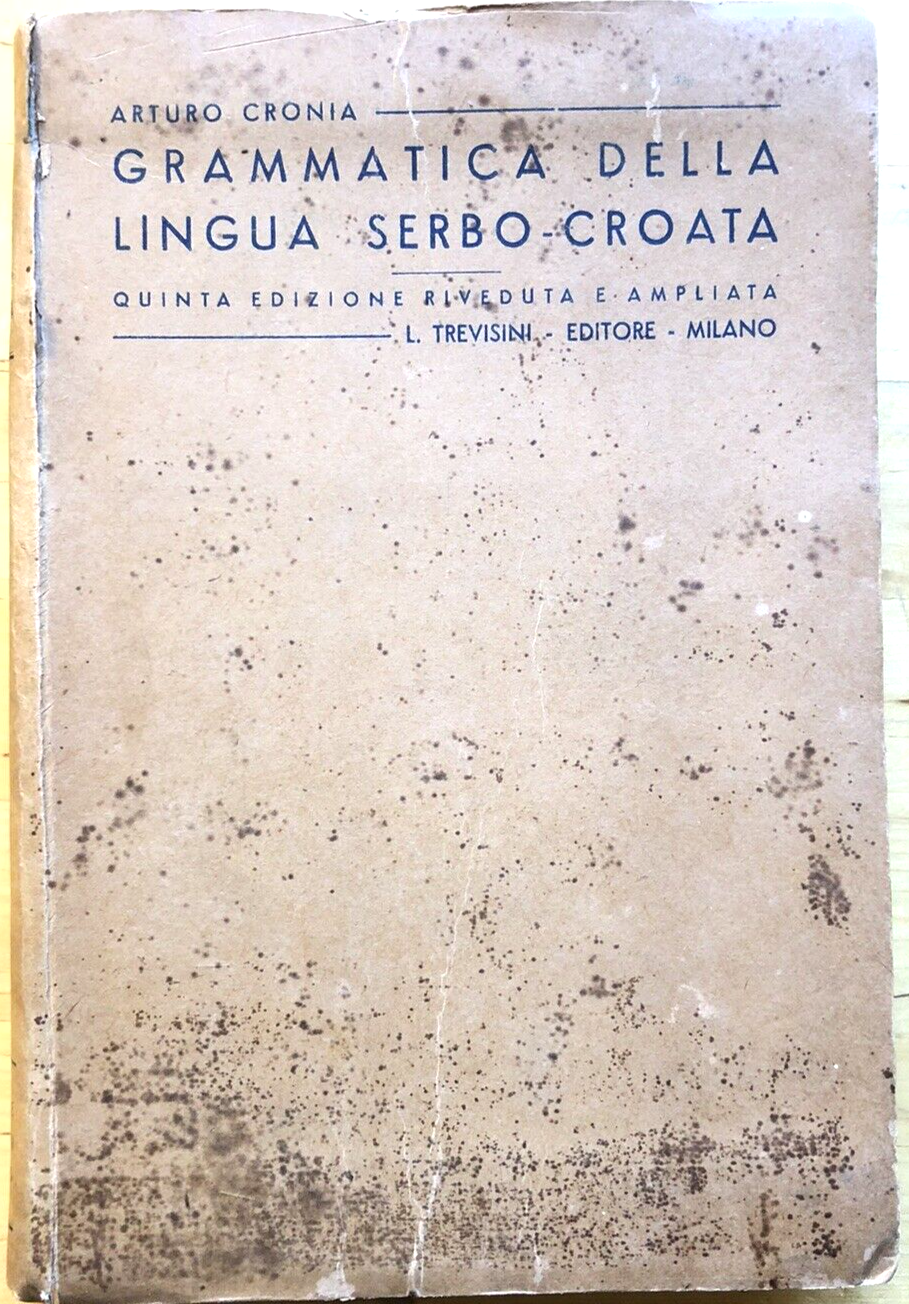 ARTURO CRONIA
GRAMMATICA DELLA
LINGUA SERBO-CROATA
QUINTA EDIZIONE RIVEDUTA E AMPLIATA
L. TREVISINI - EDITORE - MILANO